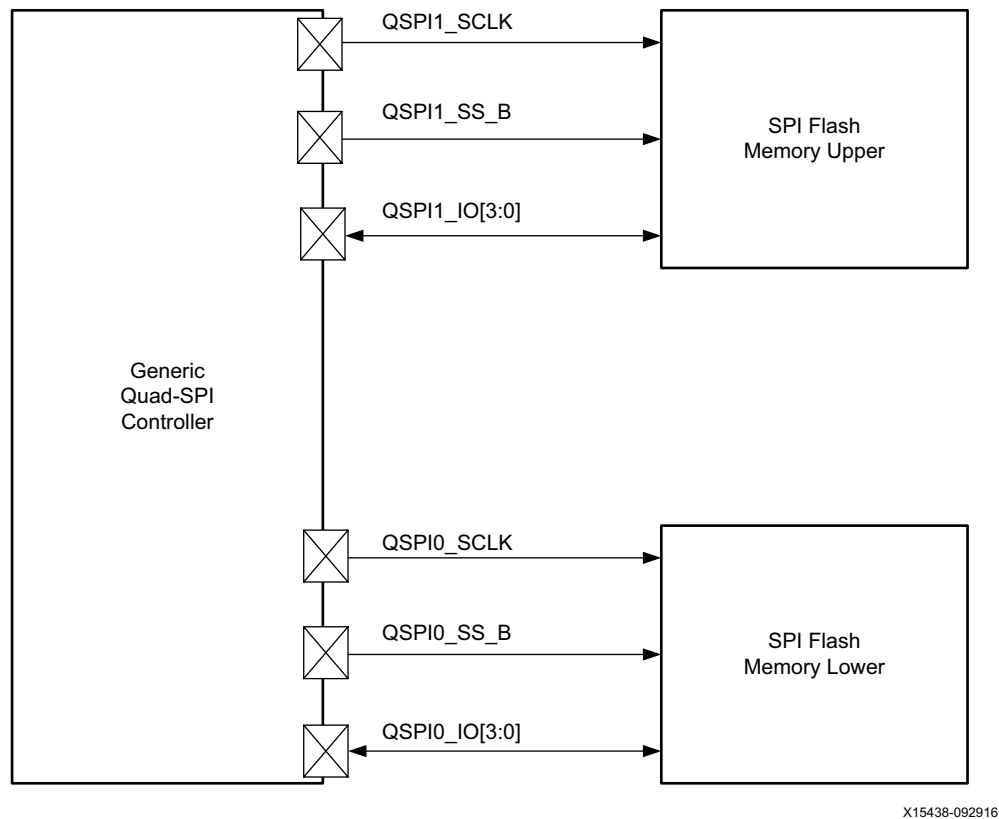 QSPI1_SCLK
QSPI1_SS_B
QSPI1_IO[3:0]
SPI Flash
Memory Upper
Generic
Quad-SPI
Controller
QSPI0_SCLK
QSPI0_SS_B
QSPI0_IO[3:0]
SPI Flash
Memory Lower
X15438-092916